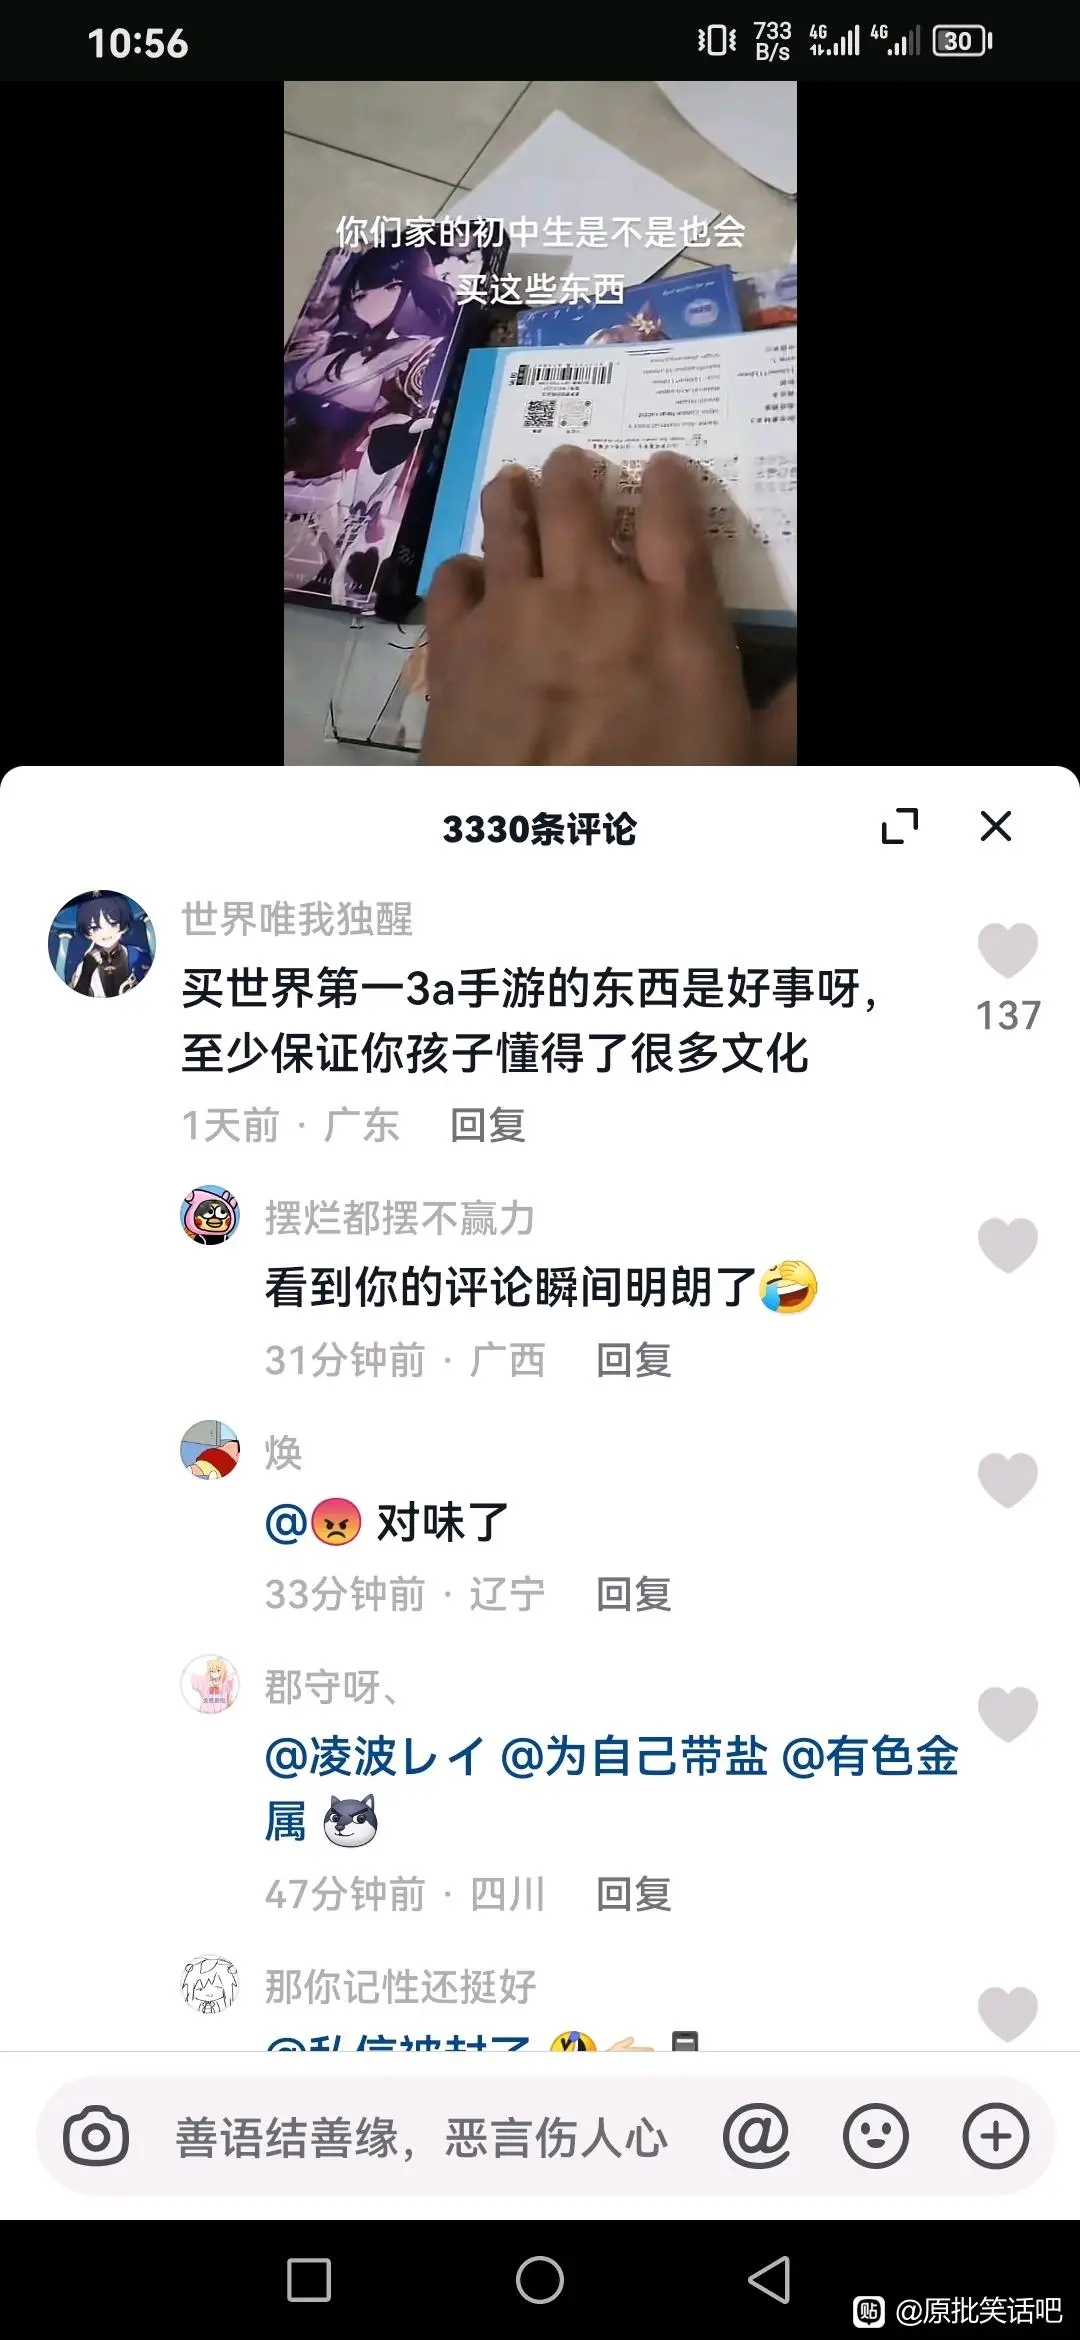 10:56
733
B/s
4G
4G
30
你们家的初中生是不是也会
买这些东西
3330条评论
世界唯我独醒
买世界第一3a手游的东西是好事呀，
至少保证你孩子懂得了很多文化
137
1天前 · 广东 回复
摆烂都摆不赢力
看到你的评论瞬间明朗了
31分钟前 · 广西 回复
焕
@ 对味了
33分钟前 · 辽宁 回复
郡守呀、
@凌波レイ @为自己带盐 @有色金
属
47分钟前 · 四川 回复
那你记性还挺好
@私信被封了
善语结善缘，恶言伤人心
贴 @原批笑话吧